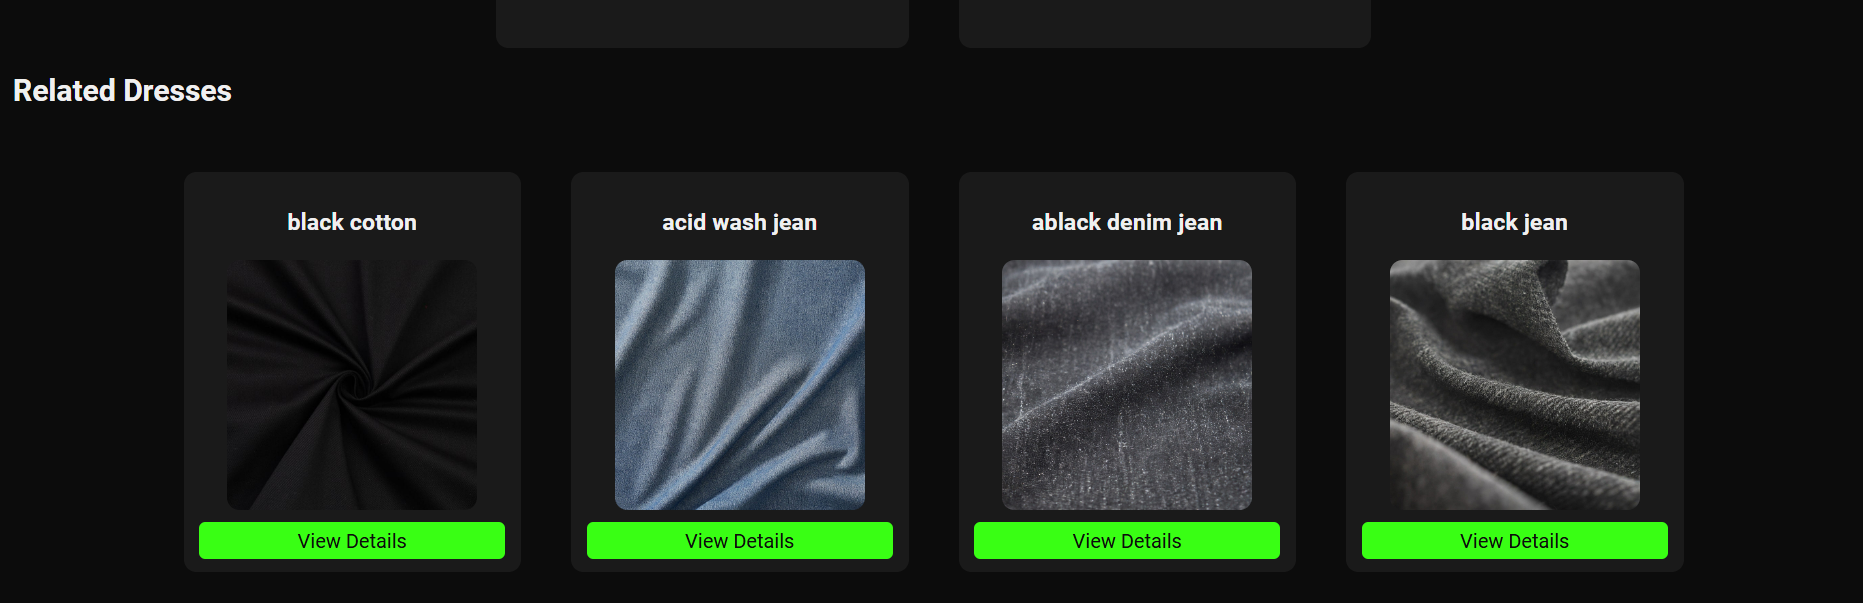 Related Dresses
black cotton
acid wash jean
ablack denim jean
black jean
View Details
View Details
View Details
View Details